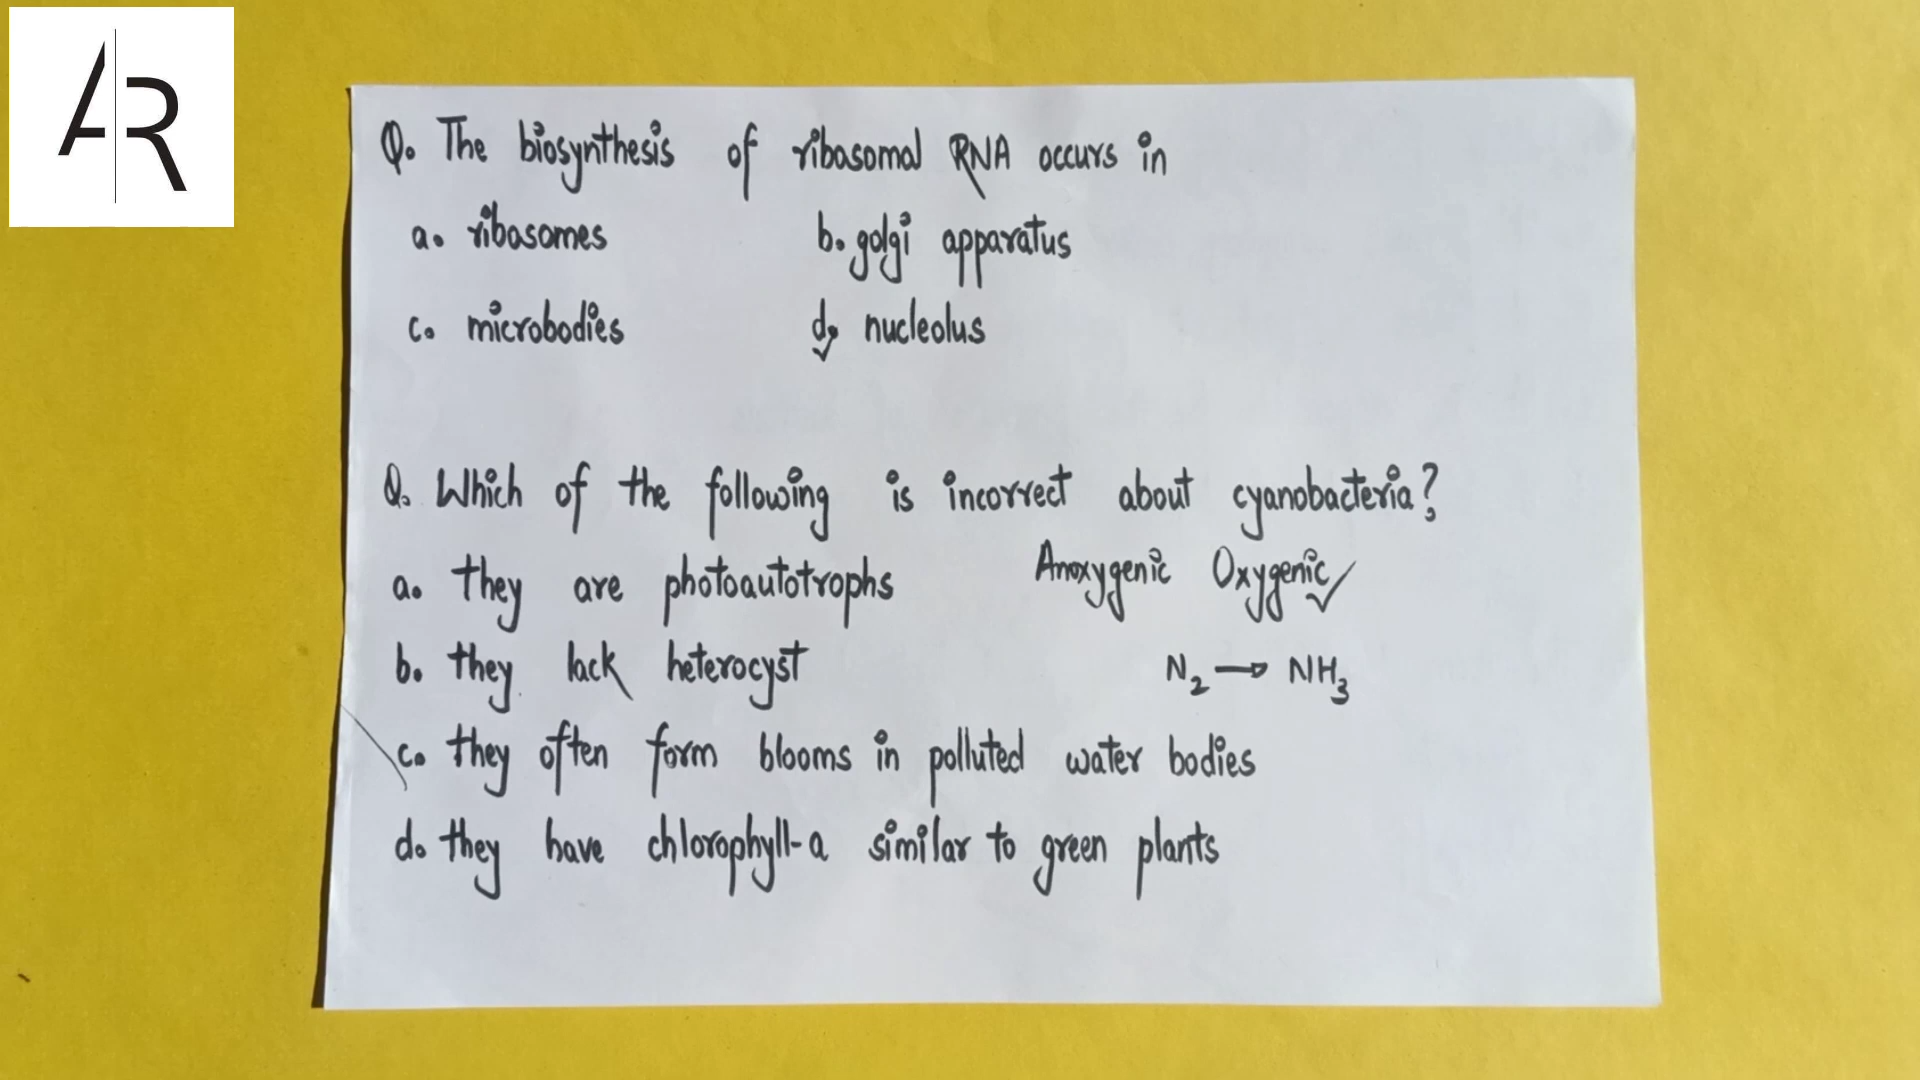 AR
Q. The biosynthesis of ribosomal RNA occurs in
a. ribosomes b. golgi apparatus
c. microbodies d. nucleolus
Q. Which of the following is incorrect about cyanobacteria?
a. they are photoautotrophs Anoxygenic Oxygenic
b. they lack heterocyst N₂ → NH₃
c. they often form blooms in polluted water bodies
d. they have chlorophyll-a similar to green plants